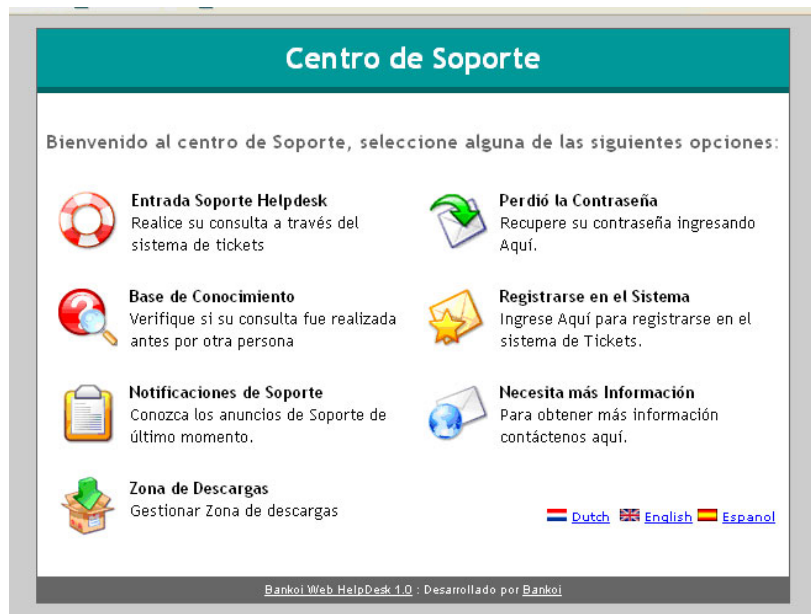 Centro de Soporte
Bienvenido al centro de Soporte, seleccione alguna de las siguientes opciones:
Entrada Soporte Helpdesk
Realice su consulta a través del
sistema de tickets
Perdió la Contraseña
Recupere su contraseña ingresando
Aquí.
Base de Conocimiento
Verifique si su consulta fue realizada
antes por otra persona
Registrarse en el Sistema
Ingrese Aquí para registrarse en el
sistema de Tickets.
Notificaciones de Soporte
Conozca los anuncios de Soporte de
último momento.
Necesita más Información
Para obtener más información
contáctenos aquí.
Zona de Descargas
Gestionar Zona de descargas
Dutch English Espanol
Bankoi Web HelpDesk 1.0 : Desarrollado por Bankoi